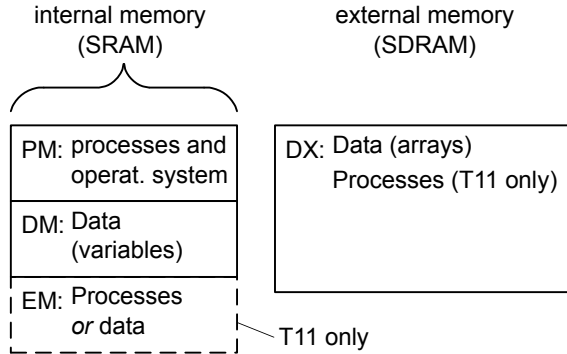 internal memory
(SRAM)
external memory
(SDRAM)
PM: processes and
operat. system
DM: Data
(variables)
EM: Processes
or data
T11 only
DX: Data (arrays)
Processes (T11 only)